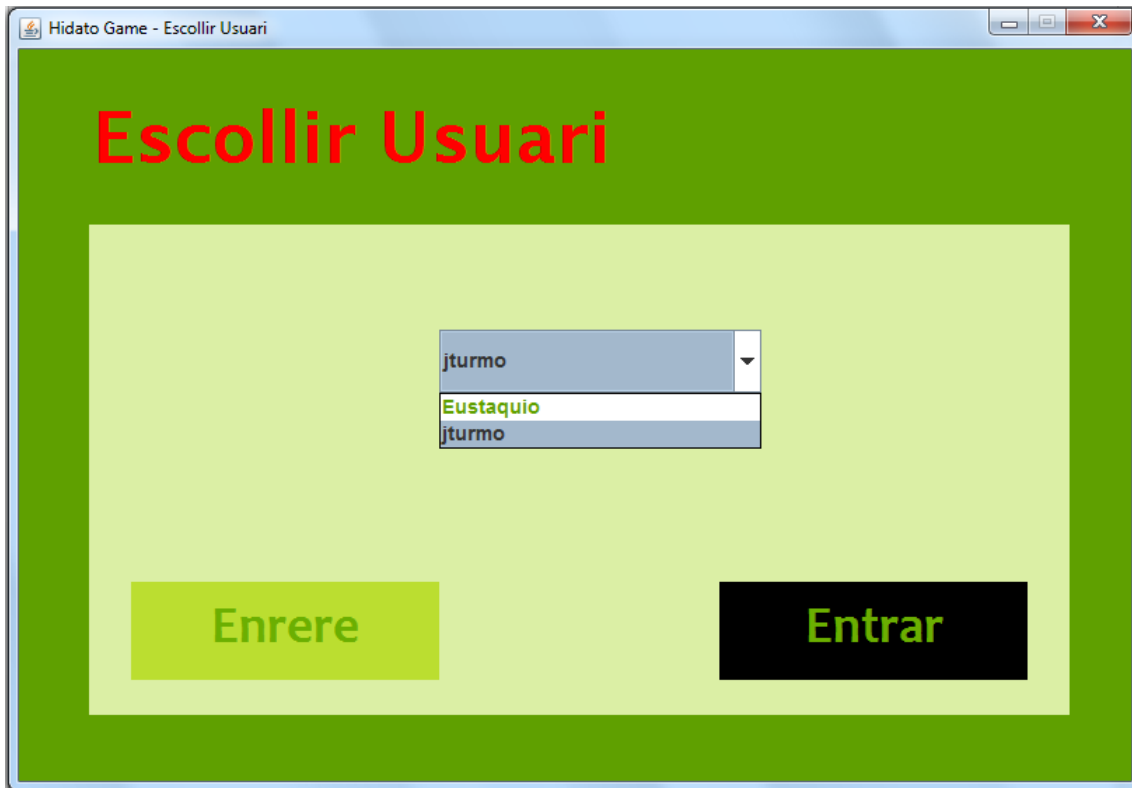 Hidato Game - Escollir Usuari
Escollir Usuari
jturmo
Eustaquio
jturmo
Enrere
Entrar